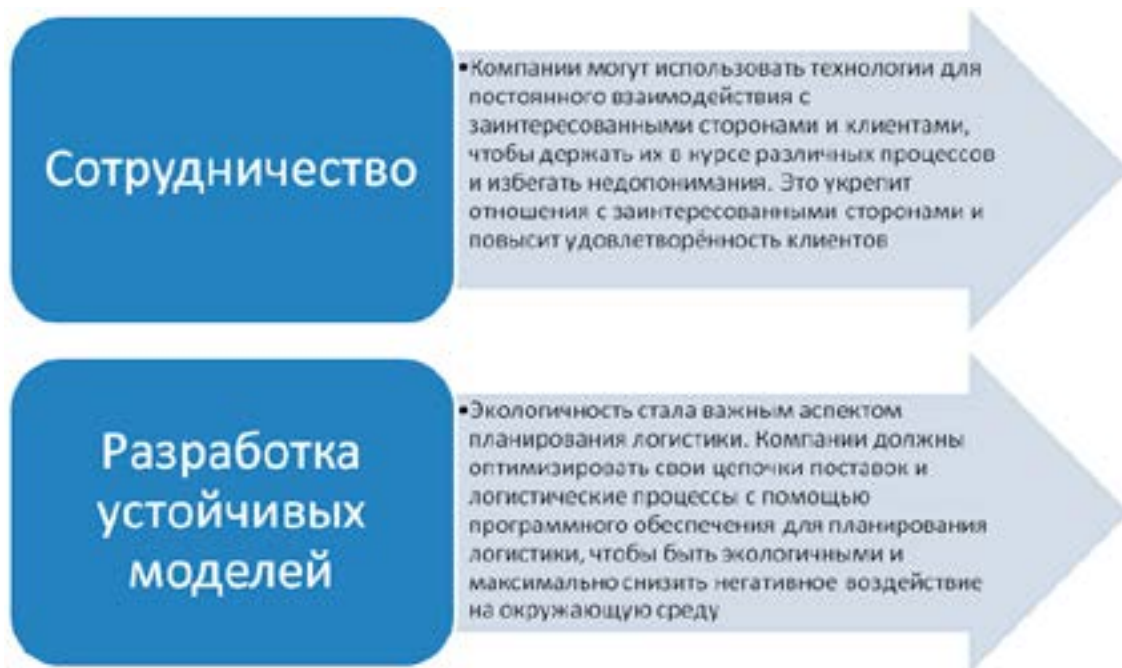 Сотрудничество
•Компании могут использовать технологии для
постоянного взаимодействия с
заинтересованными сторонами и клиентами,
чтобы держать их в курсе различных процессов
и избегать недопонимания. Это укрепит
отношения с заинтересованными сторонами и
повысит удовлетворённость клиентов
Разработка
устойчивых
моделей
•Экологичность стала важным аспектом
планирования логистики. Компании должны
оптимизировать свои цепочки поставок и
логистические процессы с помощью
программного обеспечения для планирования
логистики, чтобы быть экологичными и
максимально снизить негативное воздействие
на окружающую среду